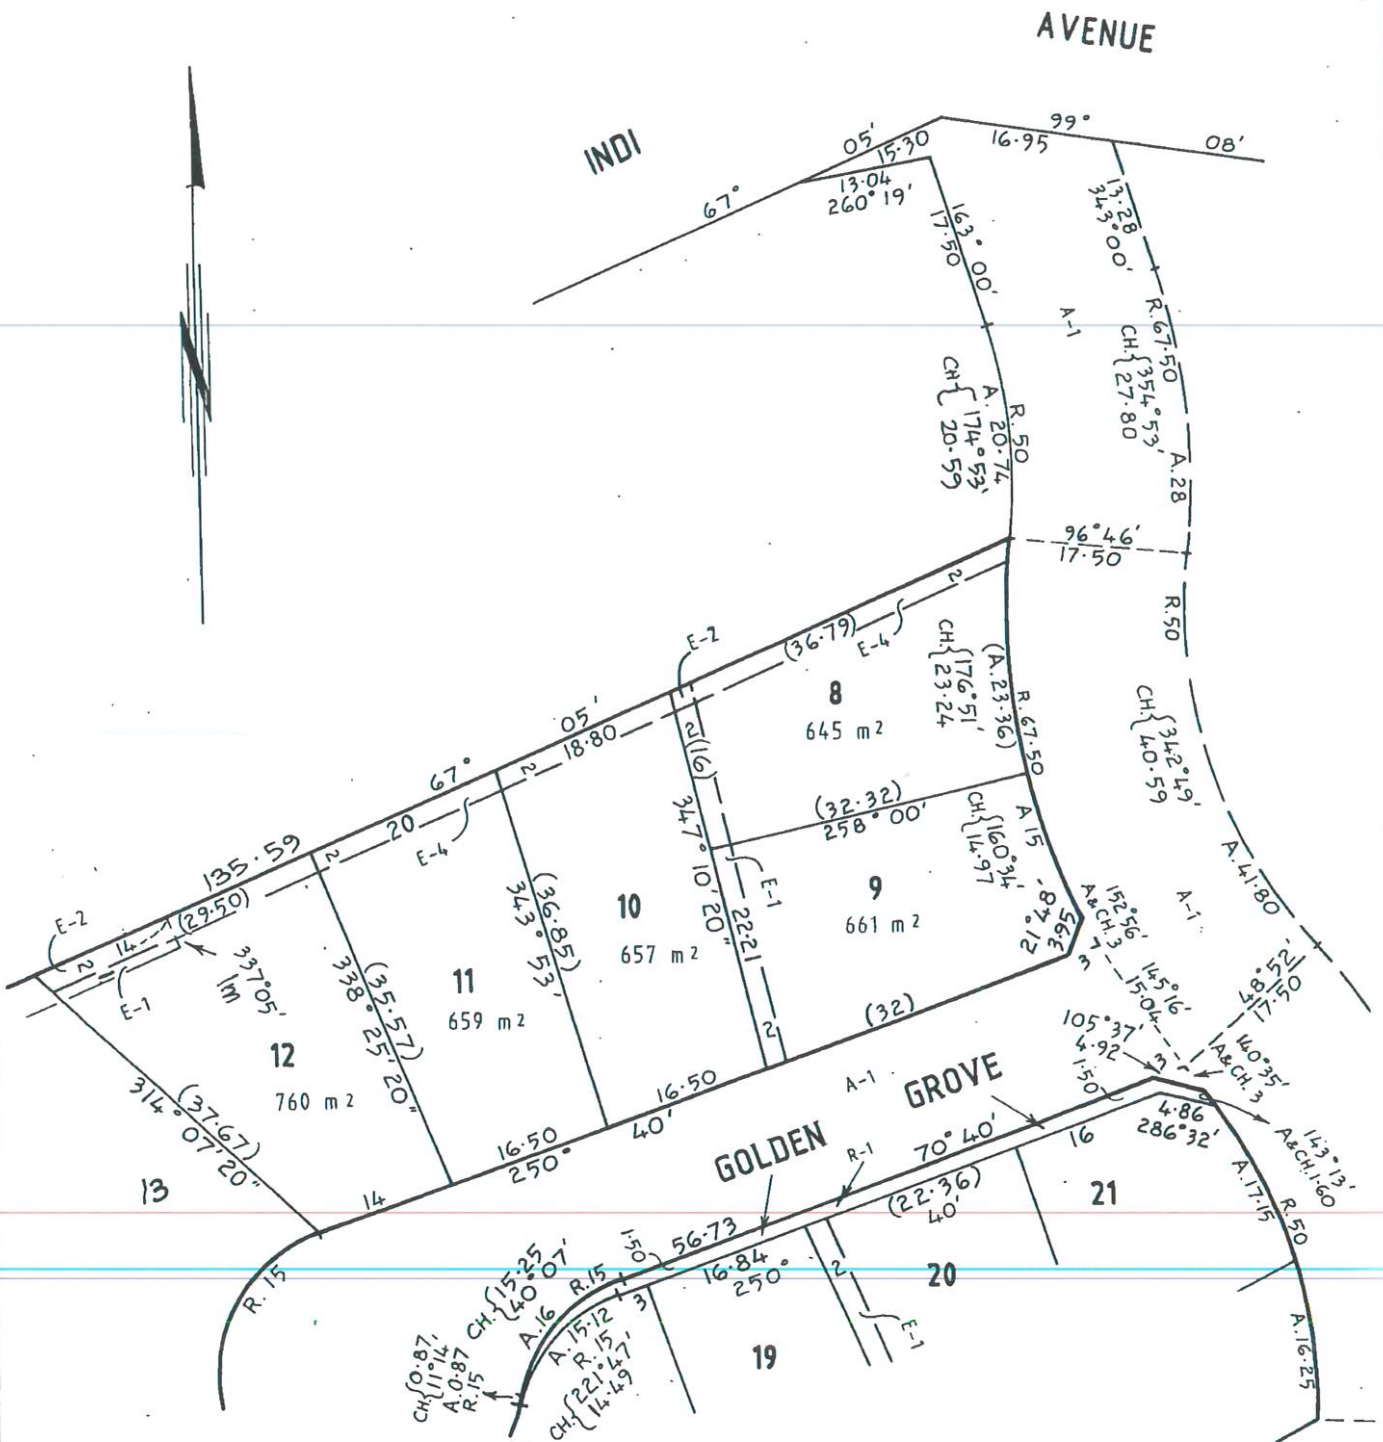 AVENUE
INDI
67°
05'
15·30
13·04
260°19'
99°
16·95
08'
163° 00'
17·50
13·28
343°00'
A-1
R. 67·50
CH. {354°53'
27·80
A. 28
R. 50
A. 20·74
CH. {174°53'
20·59
96°46'
17·50
R. 50
CH. {342°49'
40·59
A. 41·80
A-1
48°52'
17·50
N
E-2
(36·79)
E-4
2
8
645 m2
CH. {176°51'
23·24
(A. 23·36)
R. 67·50
05'
18·80
67°
2
20
E-4
2
135·59
(29·50)
E-2
2
14
E-1
337°05'
1m
2
(16)
347° 10' 20"
22·21
E-1
2
(32·32)
258° 00'
CH. {160°34'
14·97
A 15
9
661 m2
21°48'
3·95
152°56'
A&CH. 3
3
145°16'
15·04
10
657 m2
(36·85)
343° 53'
11
659 m2
(35·57)
338° 25' 20"
12
760 m2
(37·67)
314° 07' 20"
13
(32)
16·50
40'
16·50
250°
14
A-1
GOLDEN GROVE
105°37'
4·92
1·50
3
140°35'
A&CH. 3
4·86
286°32'
143°13'
A&CH. 1·60
R-1
70°40'
16
(22·36)
40'
21
A. 17·15
R. 50
A. 16·25
56·73
1·50
16·84
250°
2
E-1
20
19
R. 15
CH. {15·25
40°07'
R. 15
A. 16
A. 15·12
R. 15
CH. {221°47'
14·49
3
CH. {0·87
11°14'
A. 0·87
R. 15